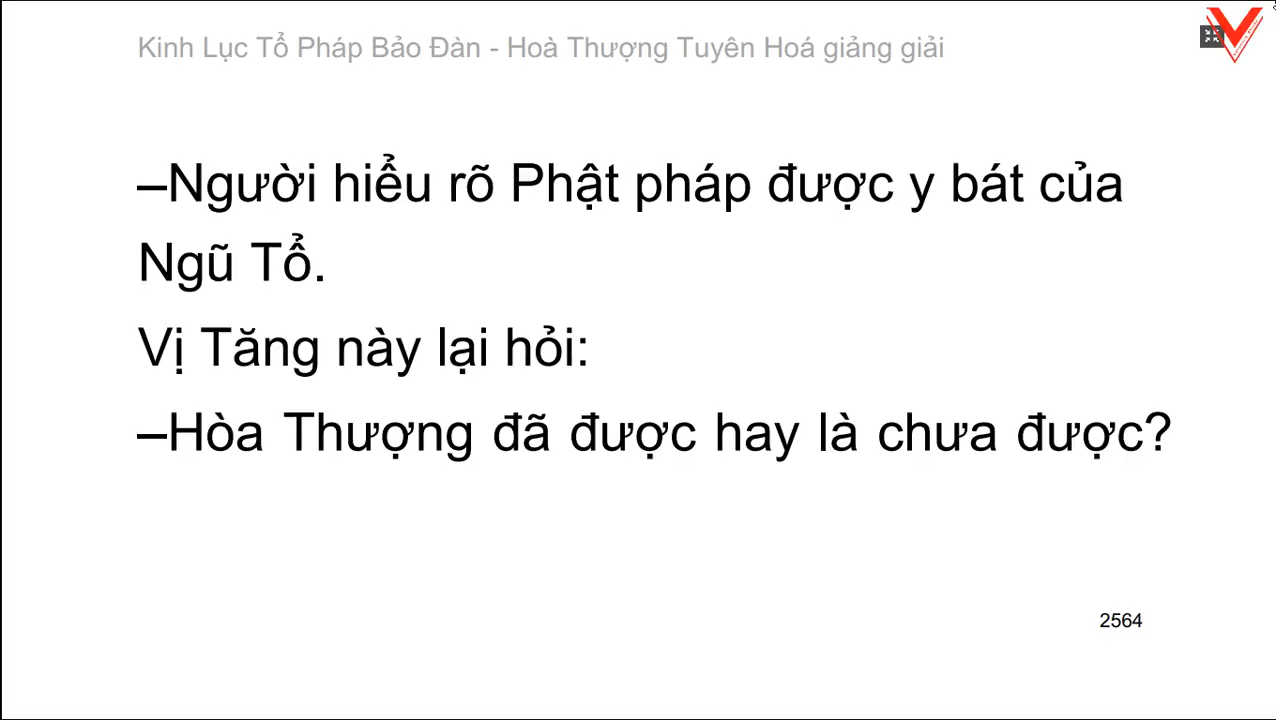 Kinh Lục Tổ Pháp Bảo Đàn - Hoà Thượng Tuyên Hoá giảng giải
–Người hiểu rõ Phật pháp được y bát của
Ngũ Tổ.
Vị Tăng này lại hỏi:
–Hòa Thượng đã được hay là chưa được?
2564